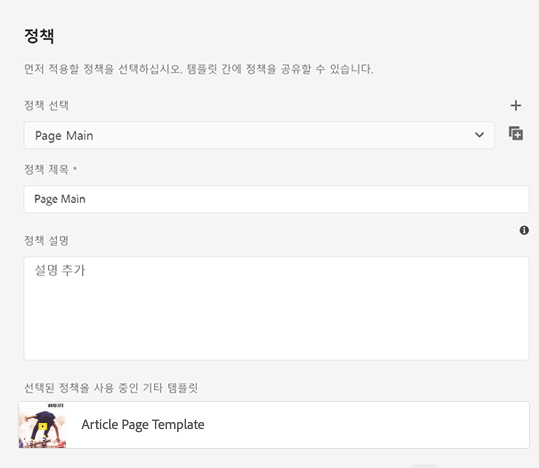 정책
먼저 적용할 정책을 선택하십시오. 템플릿 간에 정책을 공유할 수 있습니다.
정책 선택
Page Main
정책 제목 *
Page Main
정책 설명
설명 추가
선택된 정책을 사용 중인 기타 템플릿
Article Page Template